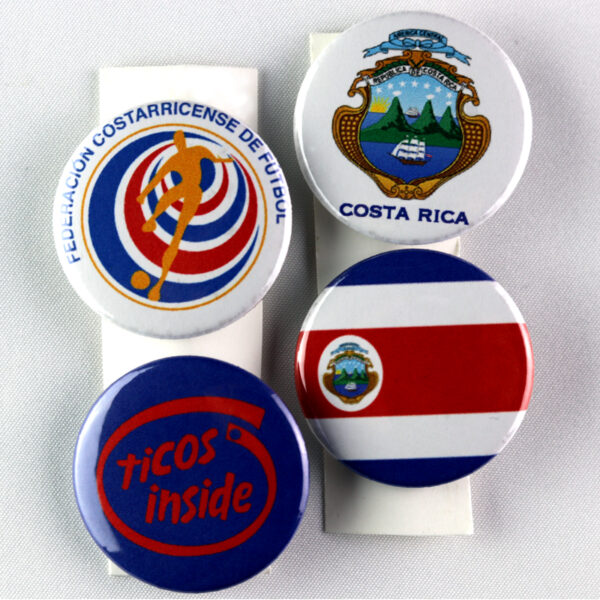 FEDERACION COSTARRICENSE DE FUTBOL
AMERICA CENTRAL
REPUBLICA DE COSTA RICA
COSTA RICA
ticos
inside